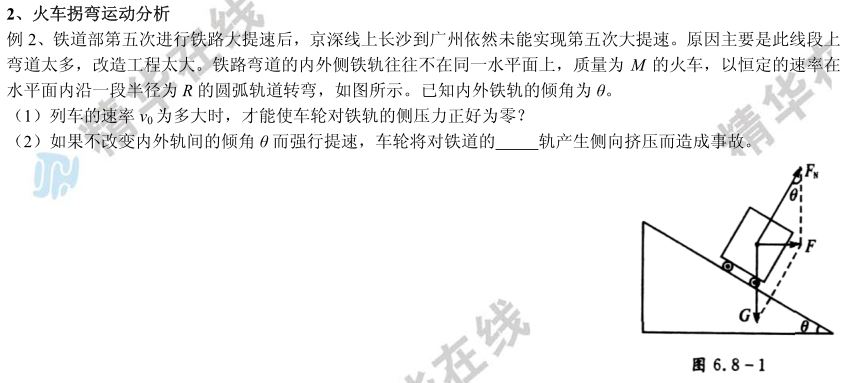 2、火车拐弯运动分析
例 2、铁道部第五次进行铁路大提速后，京深线上长沙到广州依然未能实现第五次大提速。原因主要是此线段上
弯道太多，改造工程太大。铁路弯道的内外侧铁轨往往不在同一水平面上，质量为 M 的火车，以恒定的速率在
水平面内沿一段半径为 R 的圆弧轨道转弯，如图所示。已知内外铁轨的倾角为 θ。
（1）列车的速率 v₀ 为多大时，才能使车轮对铁轨的侧压力正好为零？
（2）如果不改变内外轨间的倾角 θ 而强行提速，车轮将对铁道的_____轨产生侧向挤压而造成事故。
精华在线
精华在
华在线
F_N
θ
F
G
θ
图 6.8-1